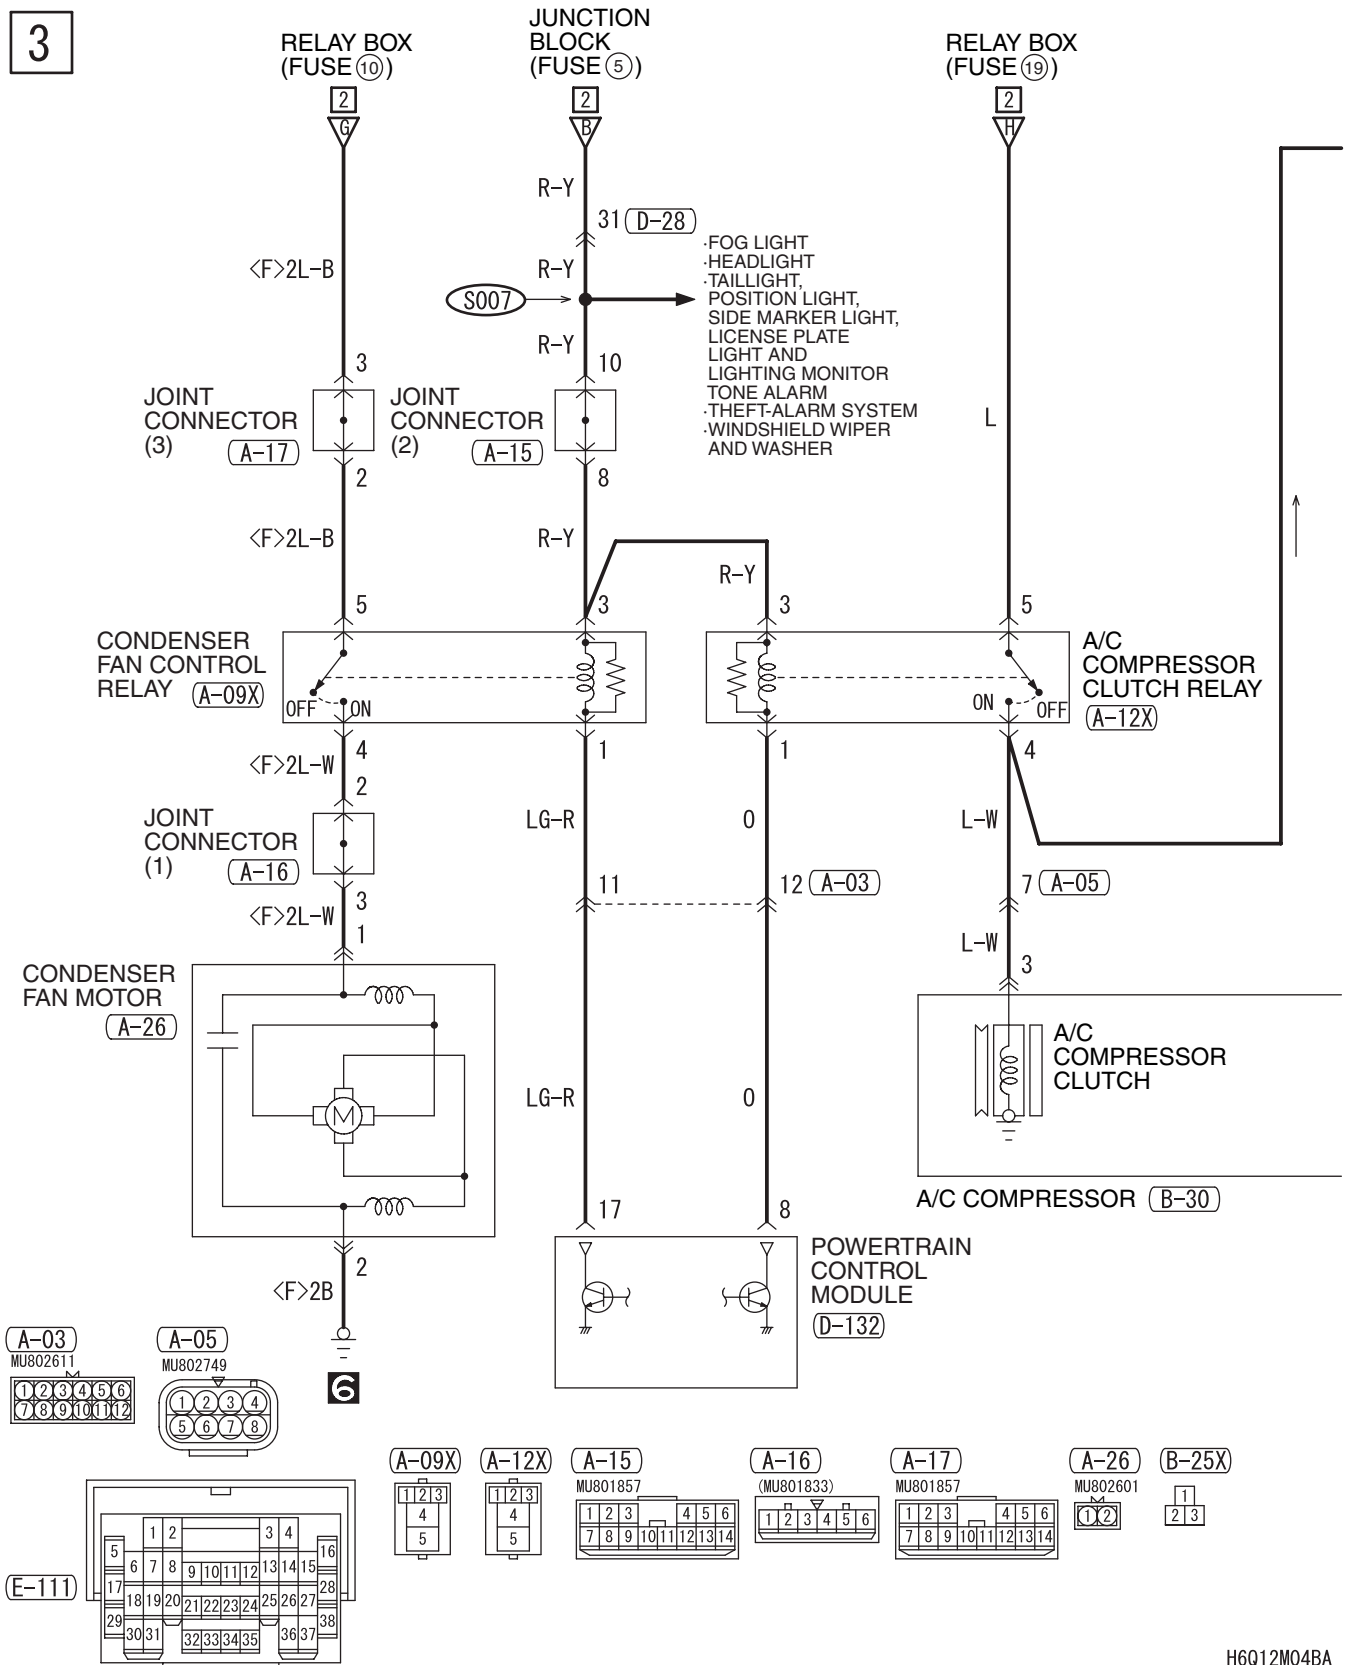 3
RELAY BOX
(FUSE 10)
JUNCTION
BLOCK
(FUSE 5)
RELAY BOX
(FUSE 19)
2
G
2
B
2
H
R-Y
31 D-28
<F>2L-B
R-Y
S007
·FOG LIGHT
·HEADLIGHT
·TAILLIGHT,
POSITION LIGHT,
SIDE MARKER LIGHT,
LICENSE PLATE
LIGHT AND
LIGHTING MONITOR
TONE ALARM
·THEFT-ALARM SYSTEM
·WINDSHIELD WIPER
AND WASHER
R-Y
L
3
10
JOINT
CONNECTOR
(3)
A-17
JOINT
CONNECTOR
(2)
A-15
2
8
<F>2L-B
R-Y
R-Y
5
3
3
5
CONDENSER
FAN CONTROL
RELAY A-09X
OFF
ON
A/C
COMPRESSOR
CLUTCH RELAY
A-12X
ON
OFF
4
1
1
4
<F>2L-W
2
JOINT
CONNECTOR
(1)
A-16
LG-R
O
L-W
3
11
12 A-03
7 A-05
<F>2L-W
1
L-W
3
CONDENSER
FAN MOTOR
A-26
M
A/C
COMPRESSOR
CLUTCH
LG-R
O
A/C COMPRESSOR B-30
17
8
POWERTRAIN
CONTROL
MODULE
D-132
2
<F>2B
6
A-03
MU802611
1 2 3 4 5 6
7 8 9 10 11 12
A-05
MU802749
1 2 3 4
5 6 7 8
A-09X
1 2 3
4
5
A-12X
1 2 3
4
5
A-15
MU801857
1 2 3 4 5 6
7 8 9 10 11 12 13 14
A-16
(MU801833)
1 2 3 4 5 6
A-17
MU801857
1 2 3 4 5 6
7 8 9 10 11 12 13 14
A-26
MU802601
1 2
B-25X
1
2 3
E-111
1 2 3 4
5 6 7 8 9 10 11 12 13 14 15 16
17 18 19 20 21 22 23 24 25 26 27 28
29 30 31 32 33 34 35 36 37 38
H6Q12M04BA